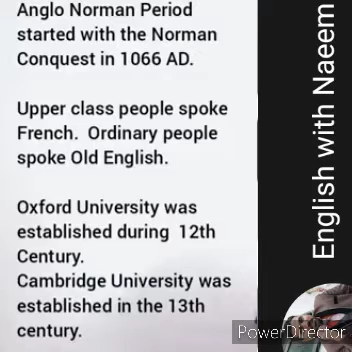 Anglo Norman Period
started with the Norman
Conquest in 1066 AD.
Upper class people spoke
French. Ordinary people
spoke Old English.
Oxford University was
established during 12th
Century.
Cambridge University was
established in the 13th
century.
English with Naeem
PowerDirector